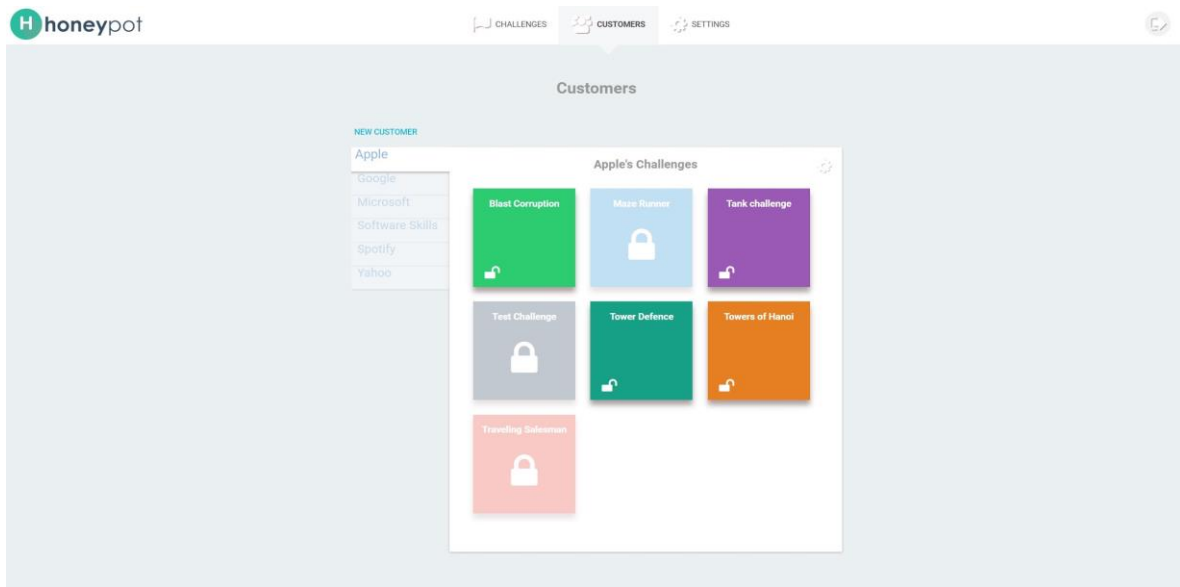 H honeypot
CHALLENGES CUSTOMERS SETTINGS
Customers
NEW CUSTOMER
Apple
Google
Microsoft
Software Skills
Spotify
Yahoo
Apple's Challenges
Blast Corruption Maze Runner Tank challenge
Test Challenge Tower Defence Towers of Hanoi
Traveling Salesman